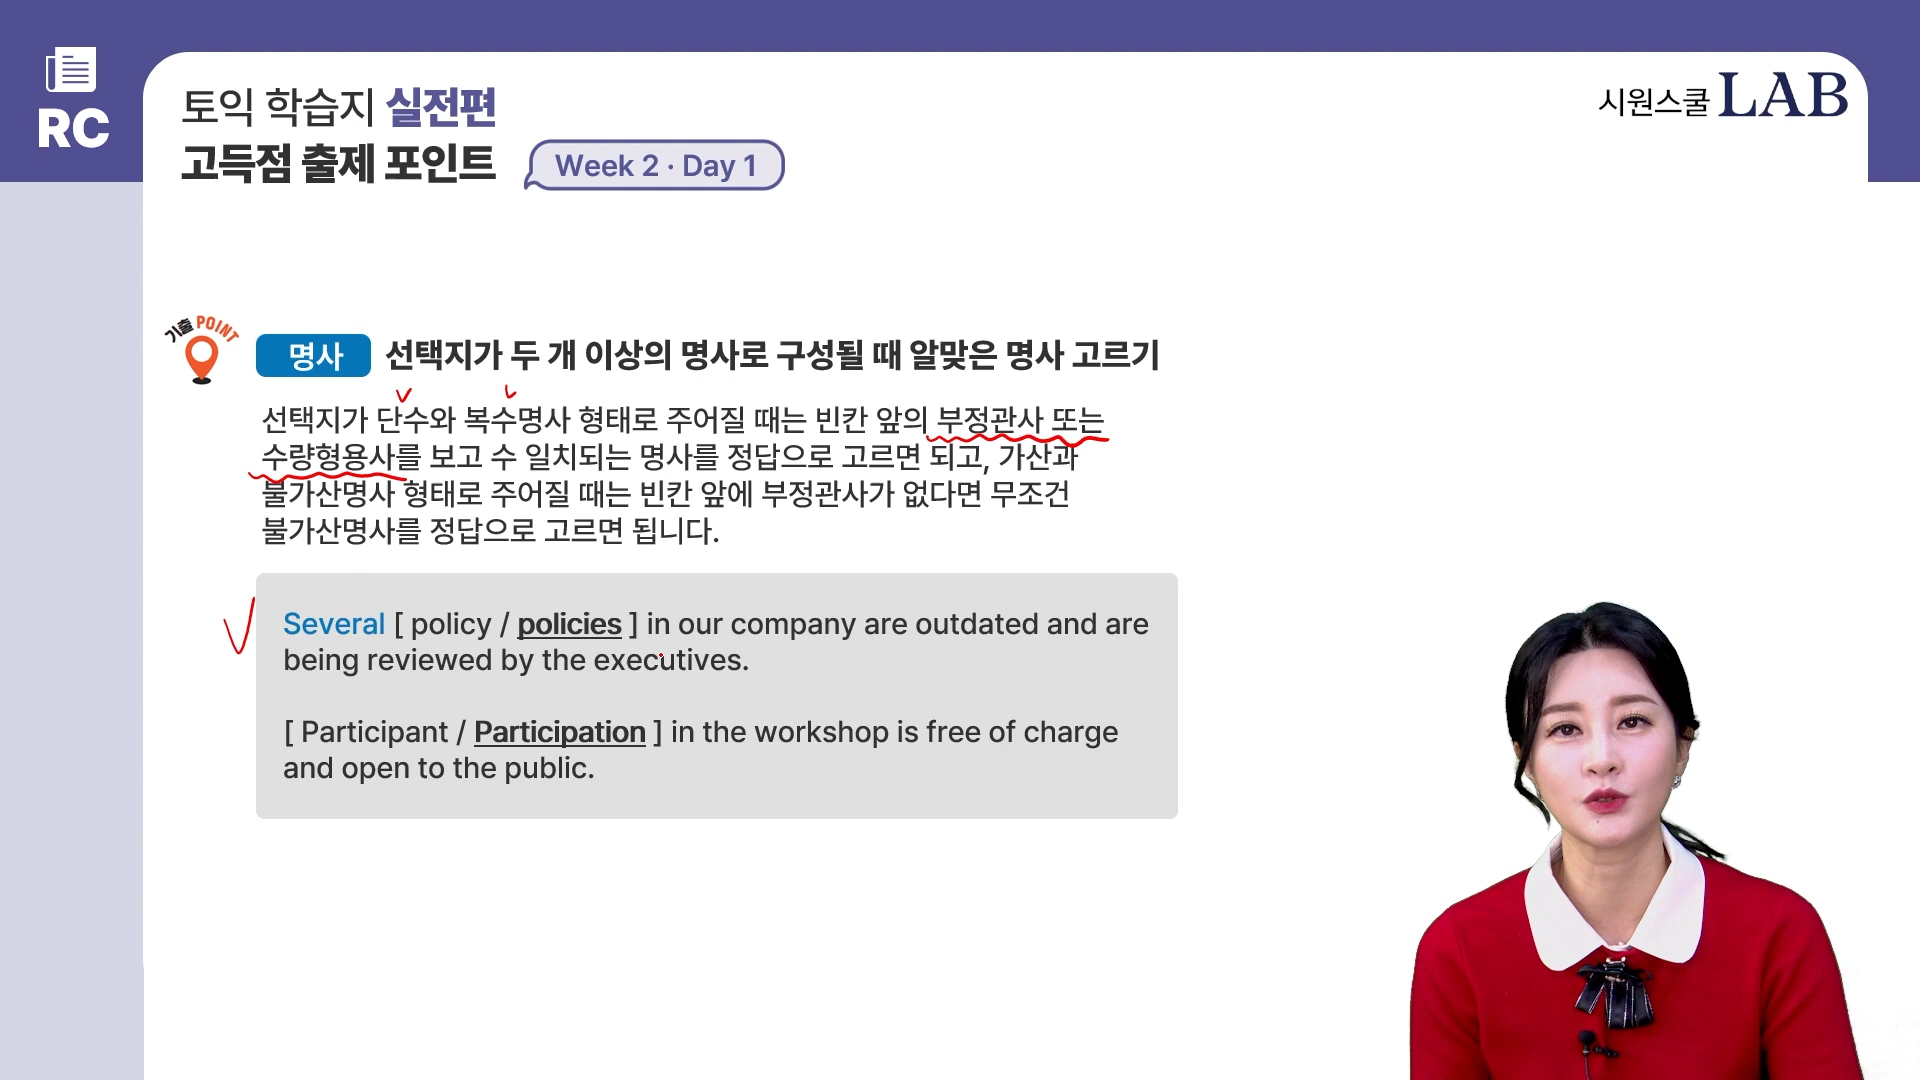 RC
토익 학습지 실전편
고득점 출제 포인트
Week 2 · Day 1
시원스쿨 LAB
기출 POINT
명사
선택지가 두 개 이상의 명사로 구성될 때 알맞은 명사 고르기
선택지가 단수와 복수명사 형태로 주어질 때는 빈칸 앞의 부정관사 또는
수량형용사를 보고 수 일치되는 명사를 정답으로 고르면 되고, 가산과
불가산명사 형태로 주어질 때는 빈칸 앞에 부정관사가 없다면 무조건
불가산명사를 정답으로 고르면 됩니다.
Several [ policy / policies ] in our company are outdated and are
being reviewed by the executives.
[ Participant / Participation ] in the workshop is free of charge
and open to the public.